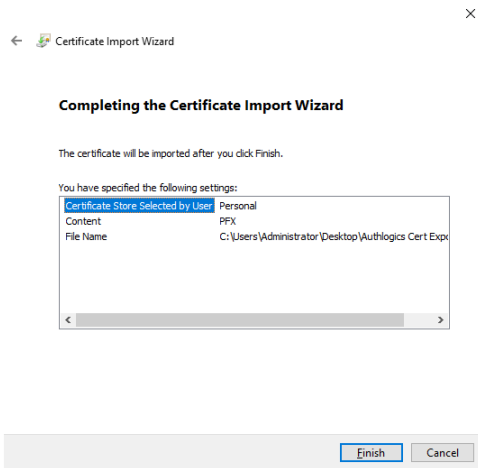 Certificate Import Wizard
Completing the Certificate Import Wizard
The certificate will be imported after you click Finish.
You have specified the following settings:
Certificate Store Selected by User Personal
Content PFX
File Name C:\Users\Administrator\Desktop\Authlogics Cert Expo
Finish Cancel